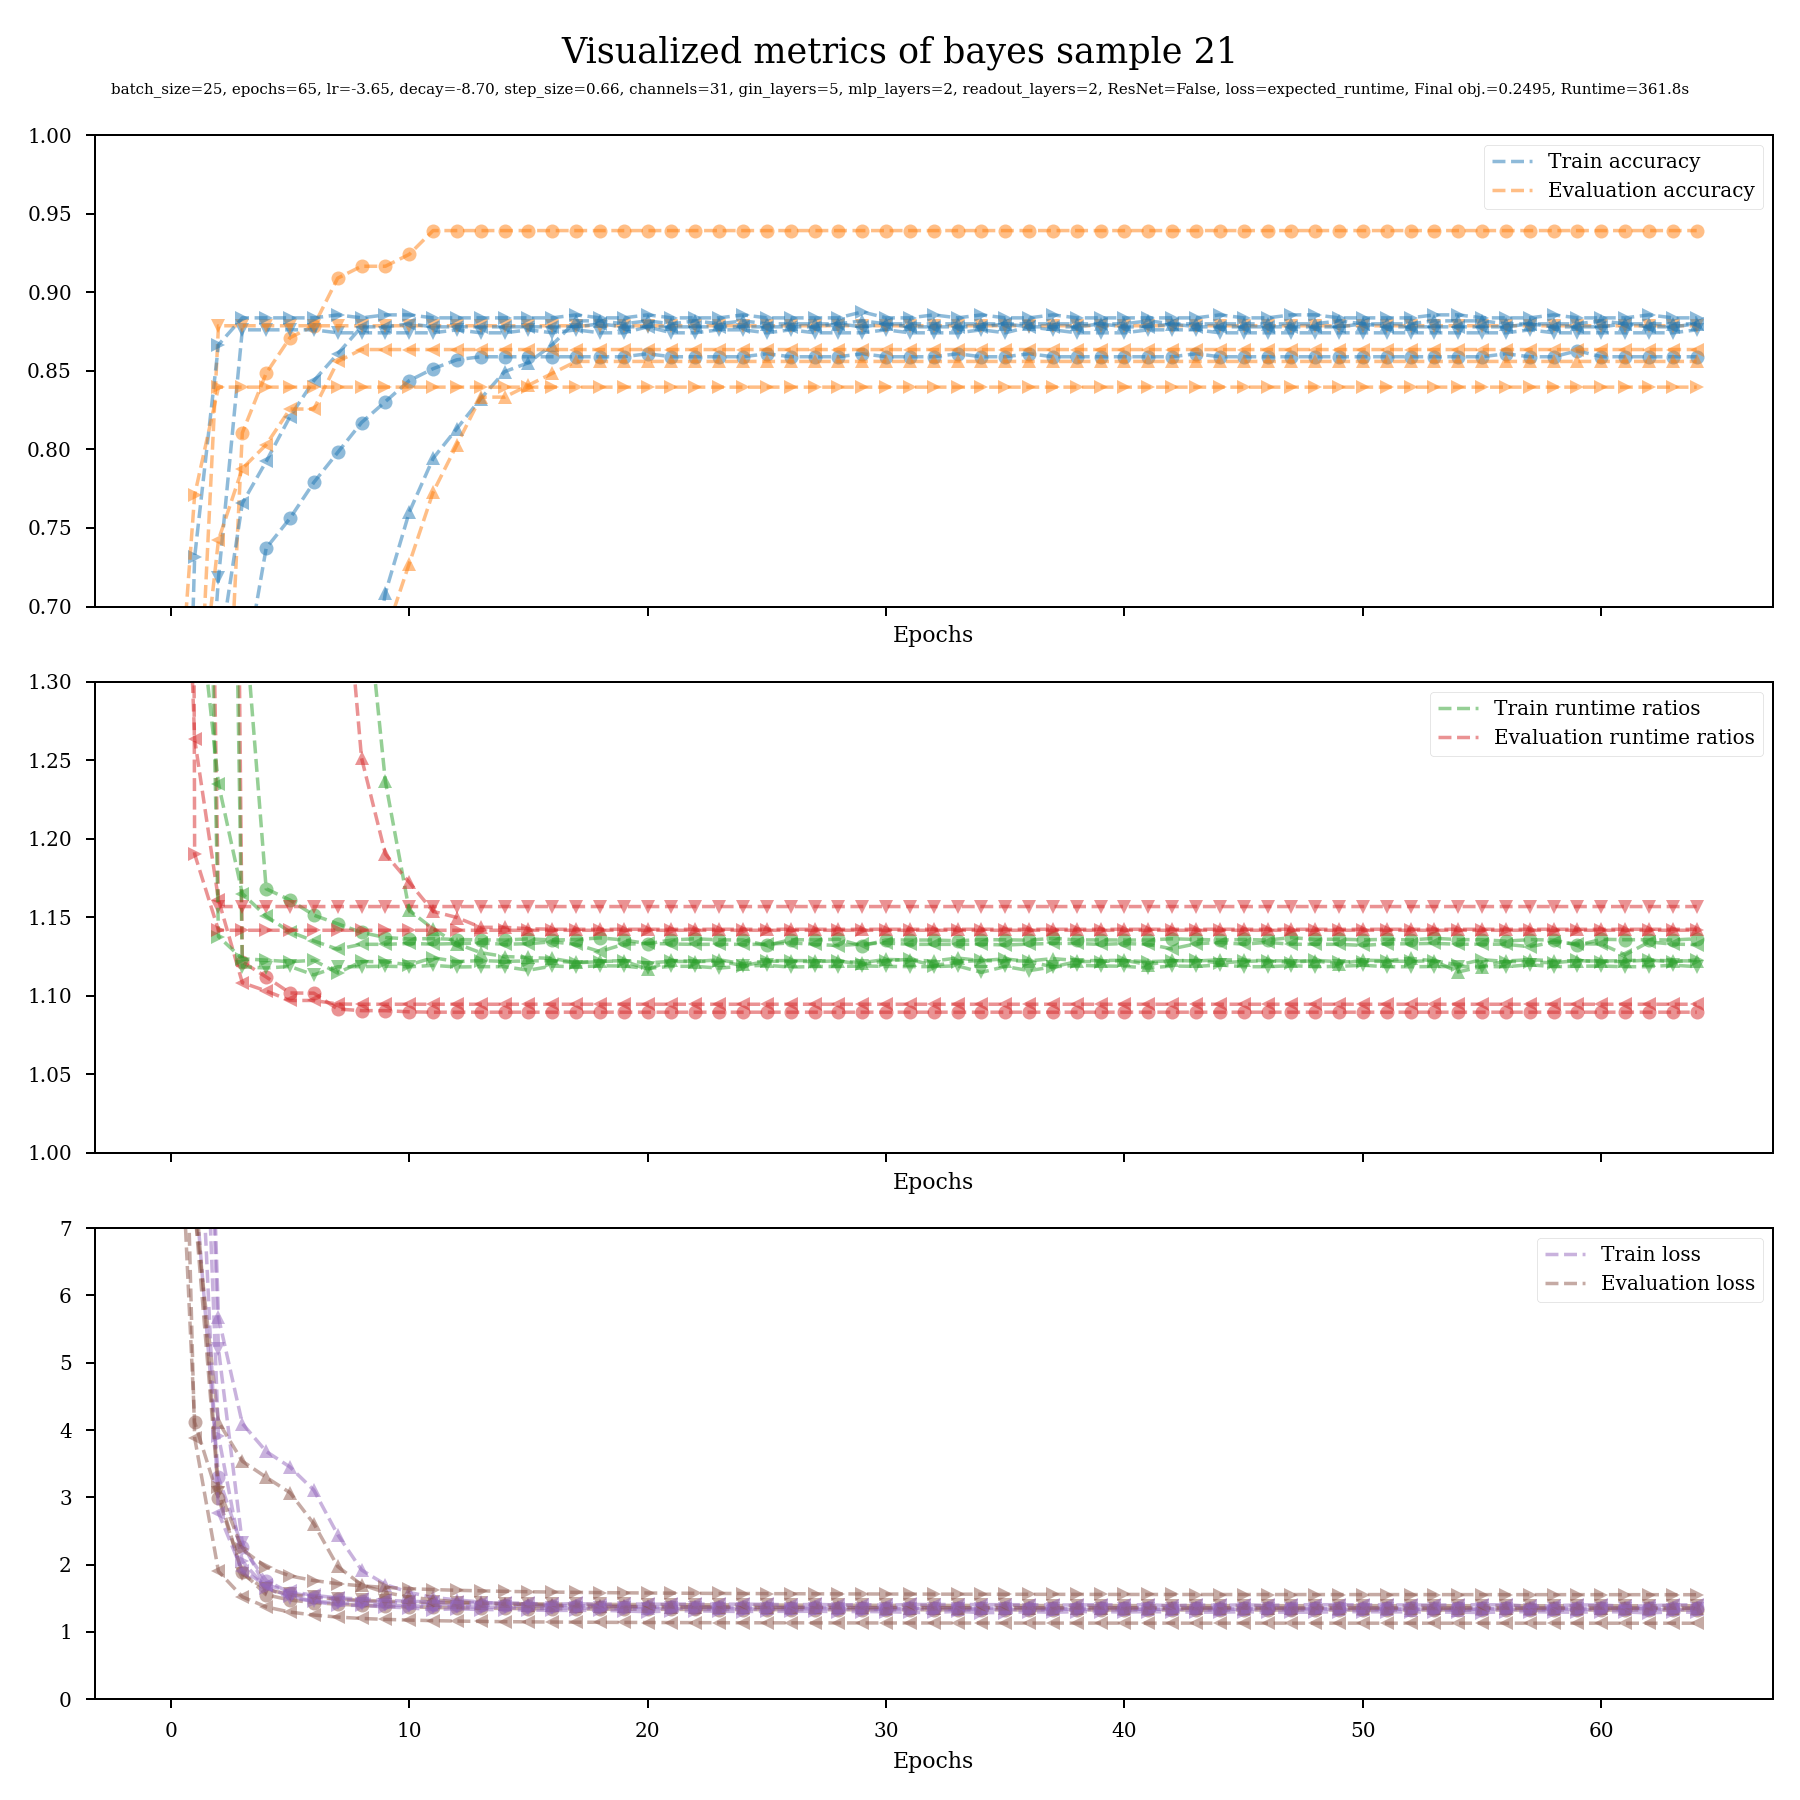 Visualized metrics of bayes sample 21
batch_size=25, epochs=65, lr=-3.65, decay=-8.70, step_size=0.66, channels=31, gin_layers=5, mlp_layers=2, readout_layers=2, ResNet=False, loss=expected_runtime, Final obj.=0.2495, Runtime=361.8s
1.00
0.95
0.90
0.85
0.80
0.75
0.70
Train accuracy
Evaluation accuracy
Epochs
1.30
1.25
1.20
1.15
1.10
1.05
1.00
Train runtime ratios
Evaluation runtime ratios
Epochs
7
6
5
4
3
2
1
0
Train loss
Evaluation loss
0 10 20 30 40 50 60
Epochs